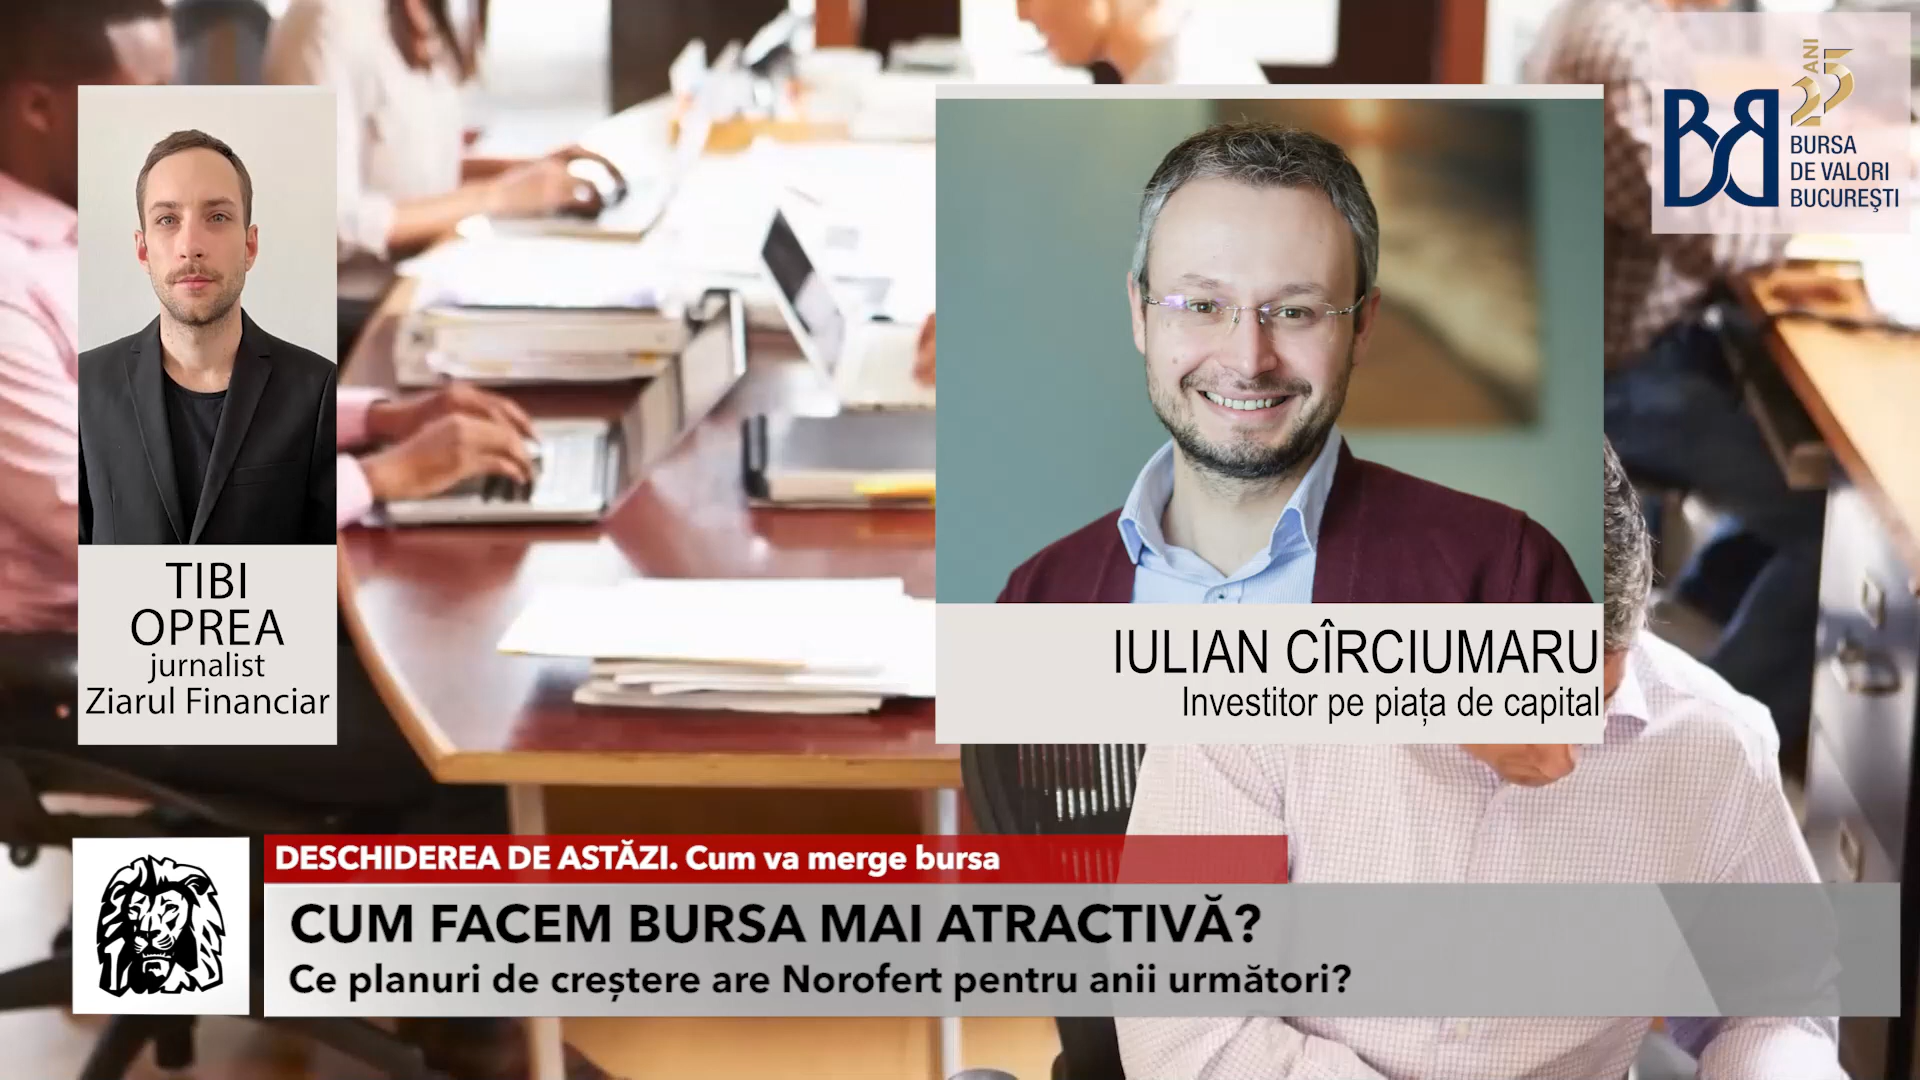 25 ANI
BURSA
DE VALORI
BUCUREŞTI
TIBI
OPREA
jurnalist
Ziarul Financiar
IULIAN CÎRCIUMARU
Investitor pe piața de capital
DESCHIDEREA DE ASTĂZI. Cum va merge bursa
CUM FACEM BURSA MAI ATRACTIVĂ?
Ce planuri de creștere are Norofert pentru anii următori?